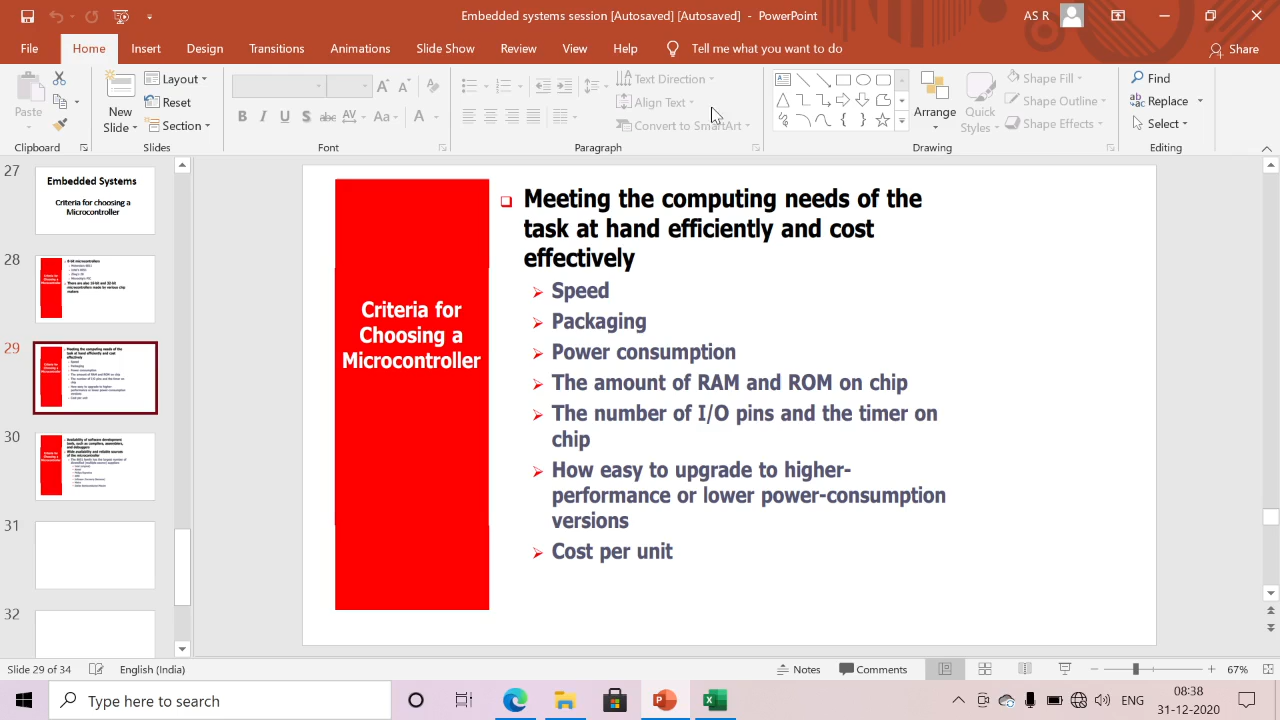 Embedded systems session [Autosaved] [Autosaved] - PowerPoint
AS R
File Home Insert Design Transitions Animations Slide Show Review View Help Tell me what you want to do Share
Paste
New Slide
Layout
Reset
Section
Text Direction
Align Text
Convert to SmartArt
Arrange
Quick Styles
Shape Fill
Shape Outline
Shape Effects
Find
Replace
Select
Clipboard Slides Font Paragraph Drawing Editing
27
Embedded Systems
Criteria for choosing a
Microcontroller
28
29
30
31
32
Criteria for
Choosing a
Microcontroller
Meeting the computing needs of the
task at hand efficiently and cost
effectively
Speed
Packaging
Power consumption
The amount of RAM and ROM on chip
The number of I/O pins and the timer on
chip
How easy to upgrade to higher-
performance or lower power-consumption
versions
Cost per unit
Slide 29 of 34 English (India) Notes Comments 67%
Type here to search
ENG
08:38
31-12-2020